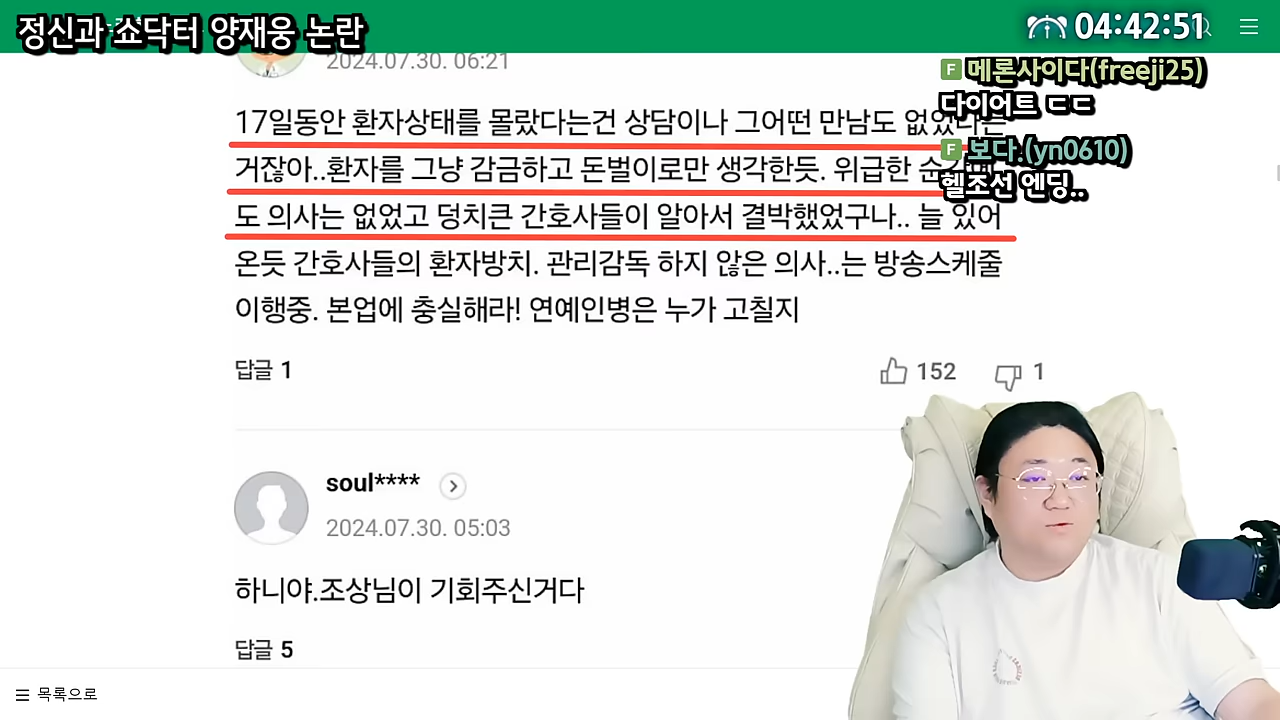 정신과 쇼닥터 양재웅 논란
04:42:51
2024.07.30. 06:21
F 메론사이다(freeji25)
다이어트 ㄷㄷ
F 보다.(yn0610)
헬조선 엔딩..
17일동안 환자상태를 몰랐다는건 상담이나 그어떤 만남도 없었다는
거잖아..환자를 그냥 감금하고 돈벌이로만 생각한듯. 위급한
도 의사는 없었고 덩치큰 간호사들이 알아서 결박했었구나.. 늘 있어
온듯 간호사들의 환자방치. 관리감독 하지 않은 의사..는 방송스케줄
이행중. 본업에 충실해라! 연예인병은 누가 고칠지
답글 1
152
1
soul****
2024.07.30. 05:03
하니야.조상님이 기회주신거다
답글 5
목록으로